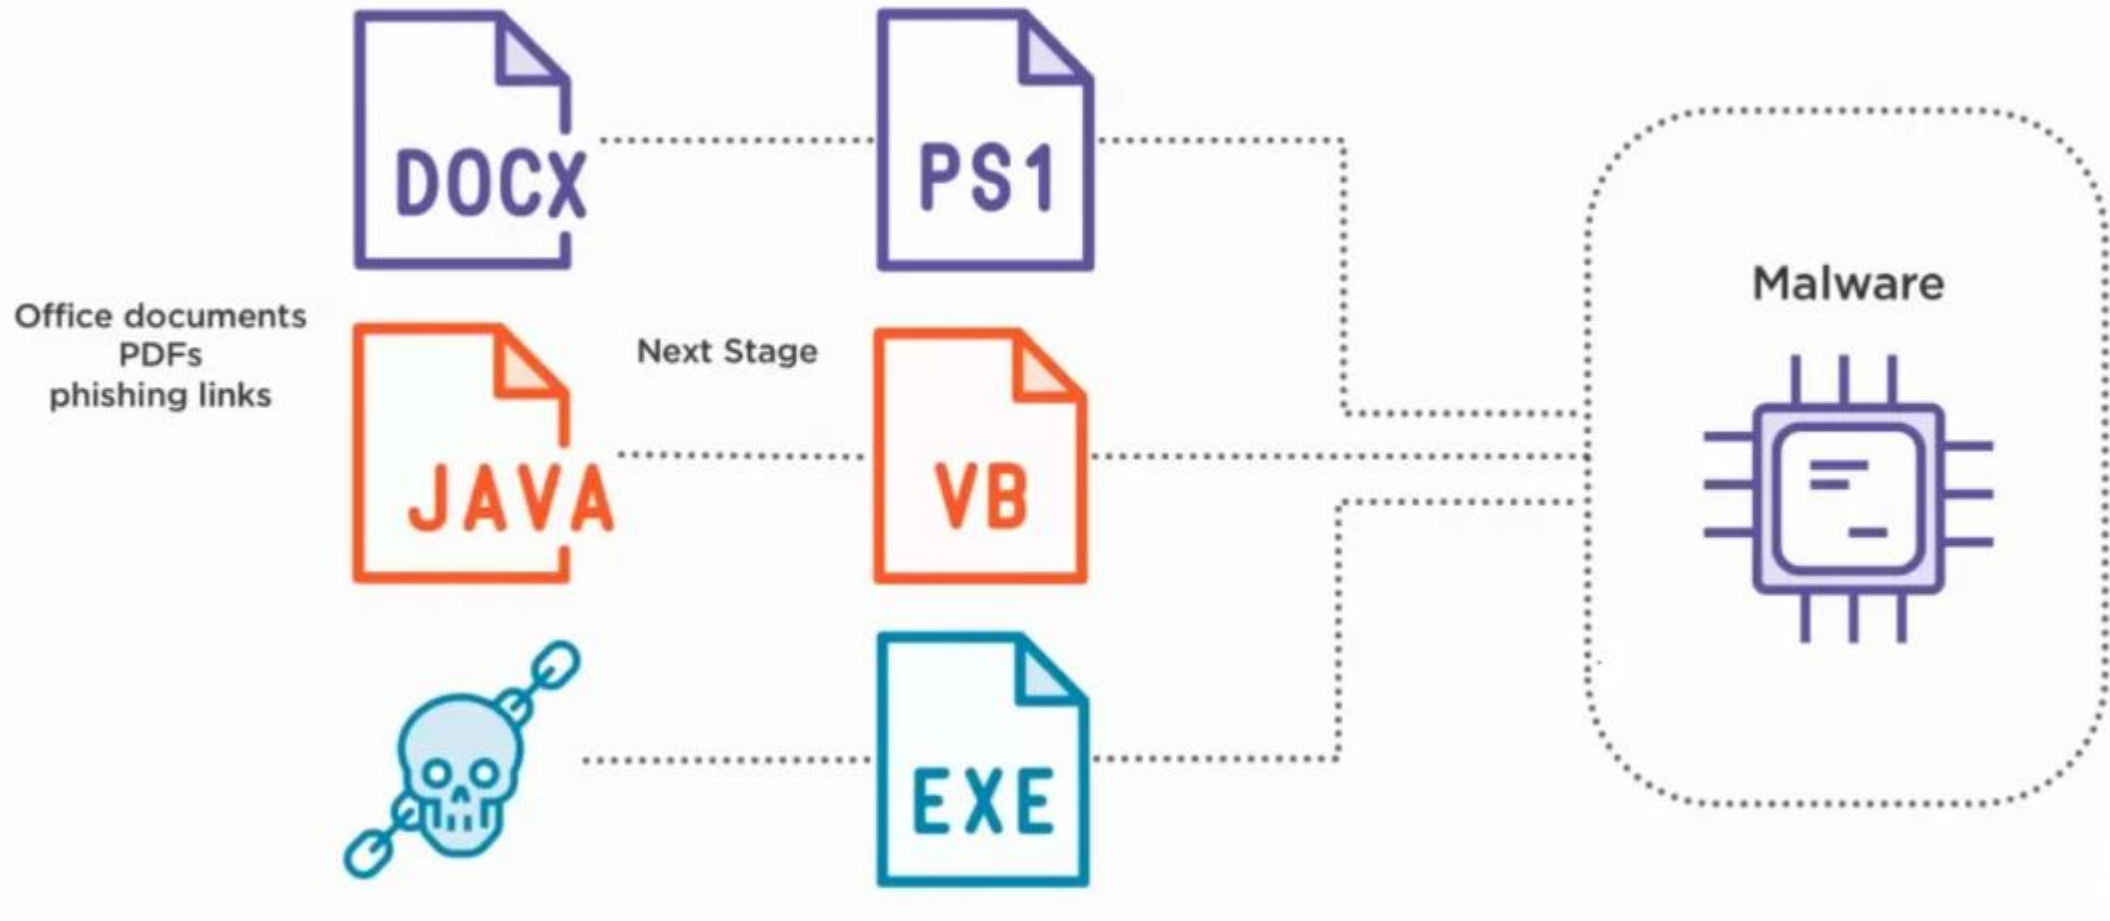 DOCX
PS1
Malware
Office documents
PDFs
phishing links
Next Stage
JAVA
VB
EXE